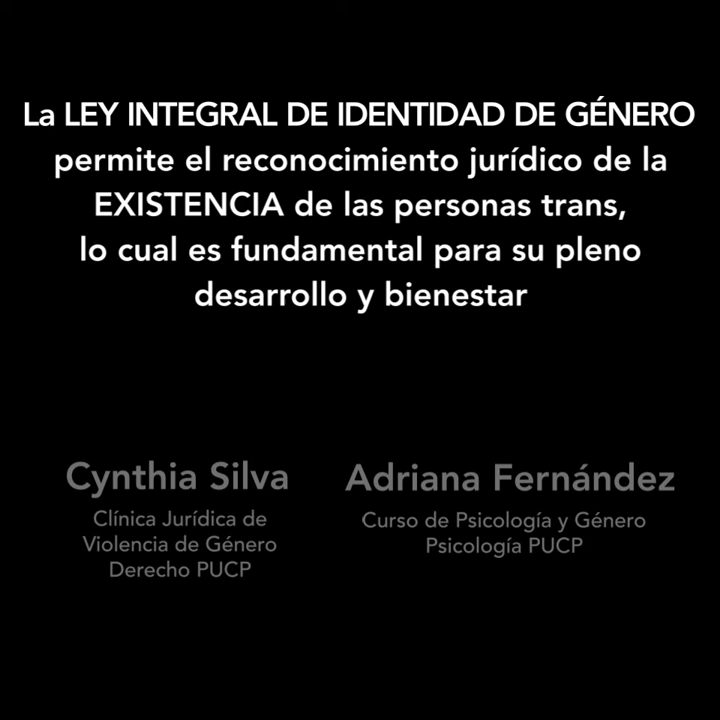 La LEY INTEGRAL DE IDENTIDAD DE GÉNERO
permite el reconocimiento jurídico de la
EXISTENCIA de las personas trans,
lo cual es fundamental para su pleno
desarrollo y bienestar
Cynthia Silva
Clínica Jurídica de
Violencia de Género
Derecho PUCP
Adriana Fernández
Curso de Psicología y Género
Psicología PUCP